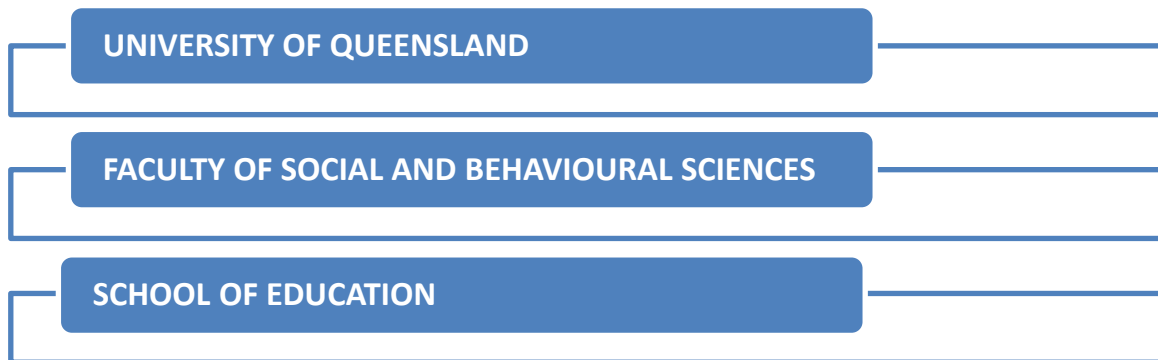 UNIVERSITY OF QUEENSLAND
FACULTY OF SOCIAL AND BEHAVIOURAL SCIENCES
SCHOOL OF EDUCATION